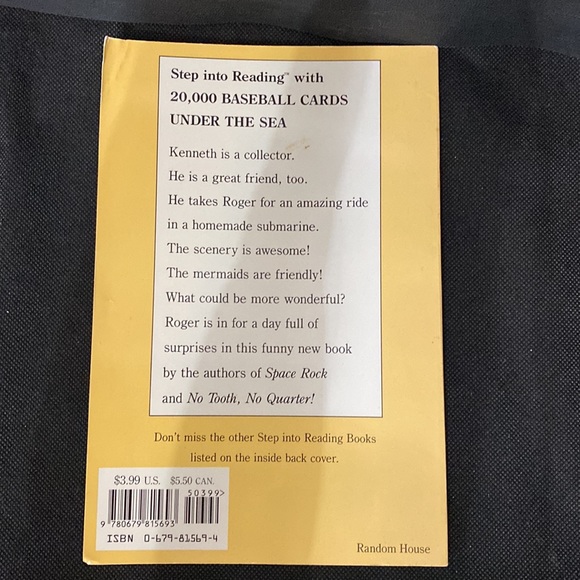 Step into Reading™ with
20,000 BASEBALL CARDS
UNDER THE SEA
Kenneth is a collector.
He is a great friend, too.
He takes Roger for an amazing ride
in a homemade submarine.
The scenery is awesome!
The mermaids are friendly!
What could be more wonderful?
Roger is in for a day full of
surprises in this funny new book
by the authors of Space Rock
and No Tooth, No Quarter!
Don't miss the other Step into Reading Books
listed on the inside back cover.
$3.99 U.S. $5.50 CAN.
50399>
9 780679 815693
ISBN 0-679-81569-4
Random House